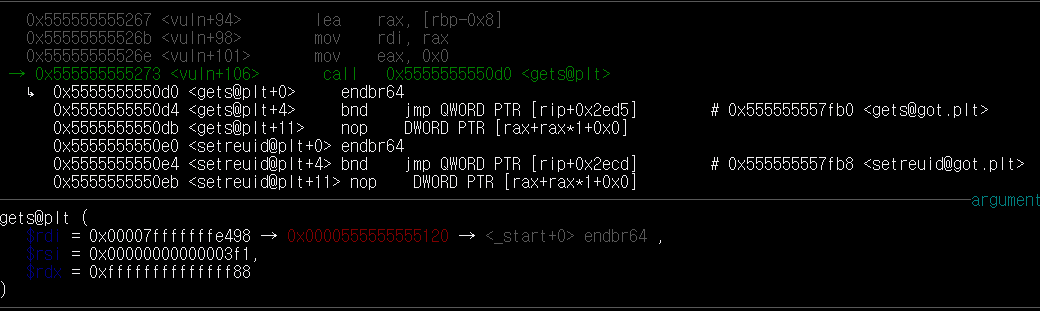 0x555555555267 <vuln+94> lea rax, [rbp-0x8]
0x55555555526b <vuln+98> mov rdi, rax
0x55555555526e <vuln+101> mov eax, 0x0
→ 0x555555555273 <vuln+106> call 0x5555555550d0 <gets@plt>
↳ 0x5555555550d0 <gets@plt+0> endbr64
0x5555555550d4 <gets@plt+4> bnd jmp QWORD PTR [rip+0x2ed5] # 0x555555557fb0 <gets@got.plt>
0x5555555550db <gets@plt+11> nop DWORD PTR [rax+rax*1+0x0]
0x5555555550e0 <setreuid@plt+0> endbr64
0x5555555550e4 <setreuid@plt+4> bnd jmp QWORD PTR [rip+0x2ecd] # 0x555555557fb8 <setreuid@got.plt>
0x5555555550eb <setreuid@plt+11> nop DWORD PTR [rax+rax*1+0x0]
argument
gets@plt (
$rdi = 0x00007fffffffe498 → 0x0000555555555120 → <_start+0> endbr64 ,
$rsi = 0x00000000000003f1,
$rdx = 0xffffffffffffff88
)